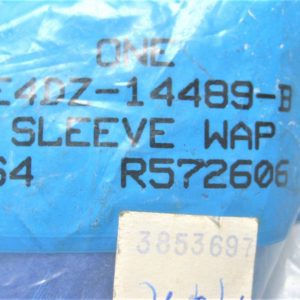 ONE
E4DZ-14489-B
SLEEVE WAP
64 R572606
3853697